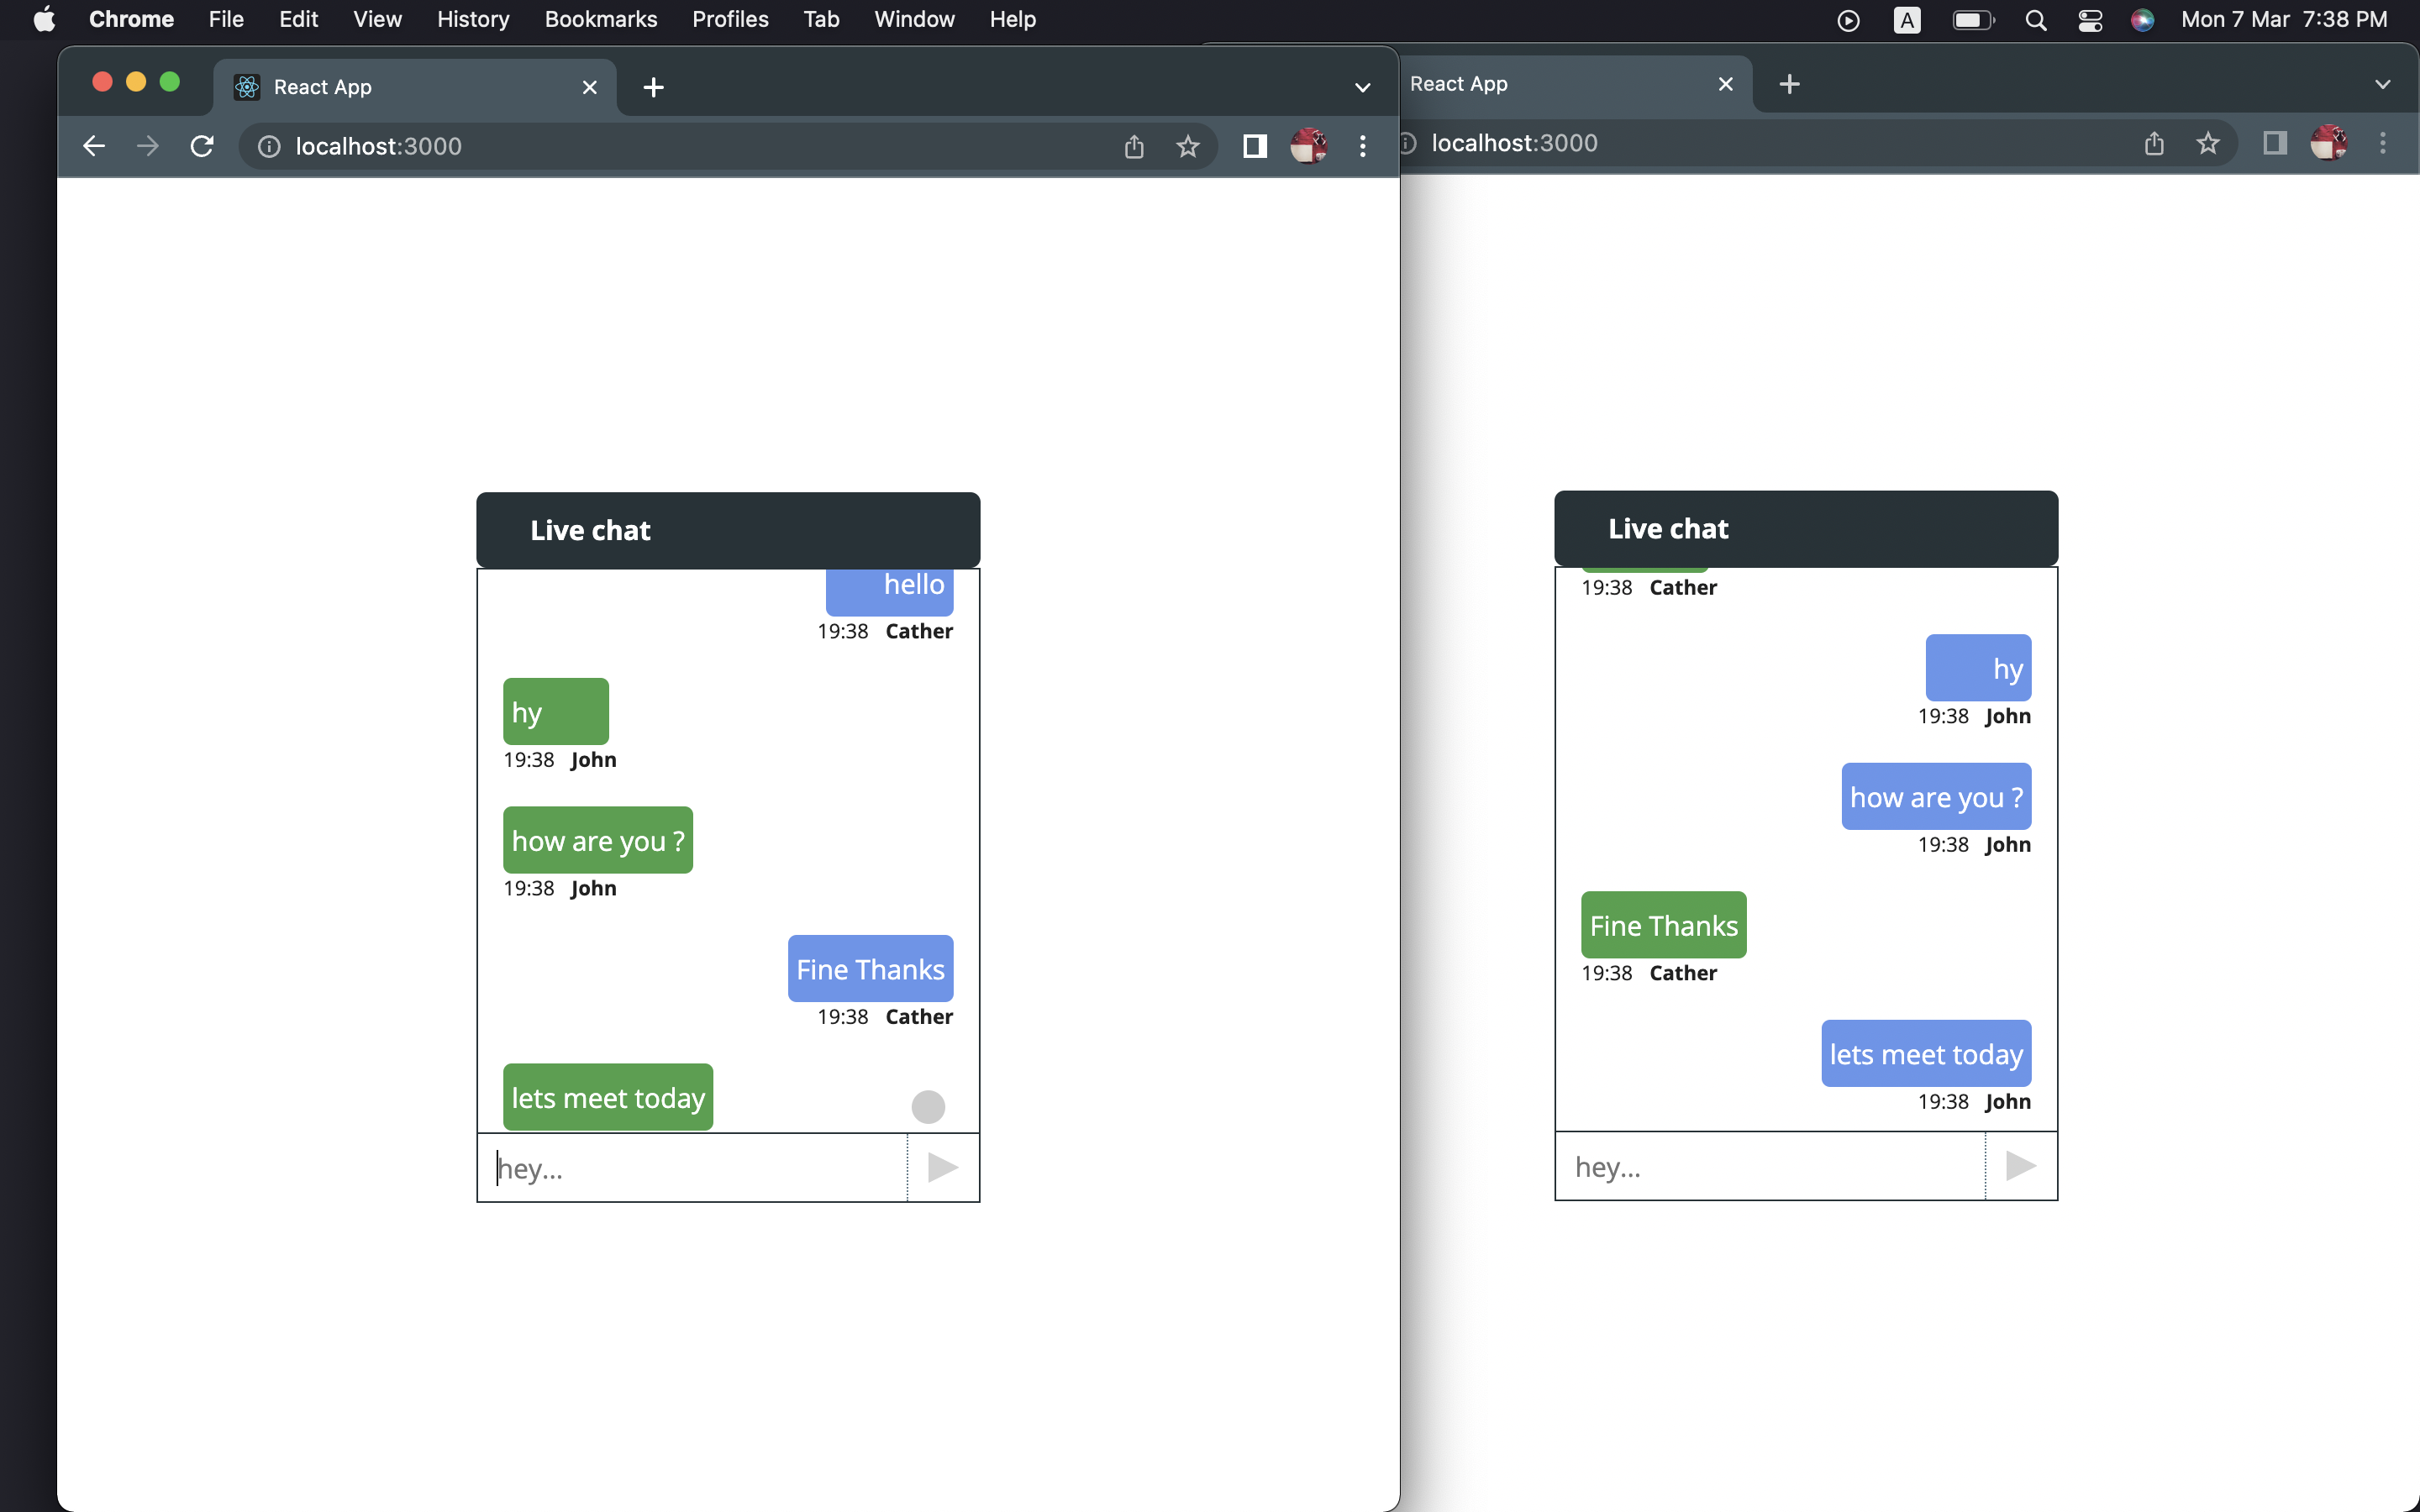 Chrome File Edit View History Bookmarks Profiles Tab Window Help A Mon 7 Mar 7:38 PM
React App
localhost:3000
Live chat
hello
19:38 Cather
hy
19:38 John
how are you ?
19:38 John
Fine Thanks
19:38 Cather
lets meet today
hey...
React App
localhost:3000
Live chat
19:38 Cather
hy
19:38 John
how are you ?
19:38 John
Fine Thanks
19:38 Cather
lets meet today
19:38 John
hey...